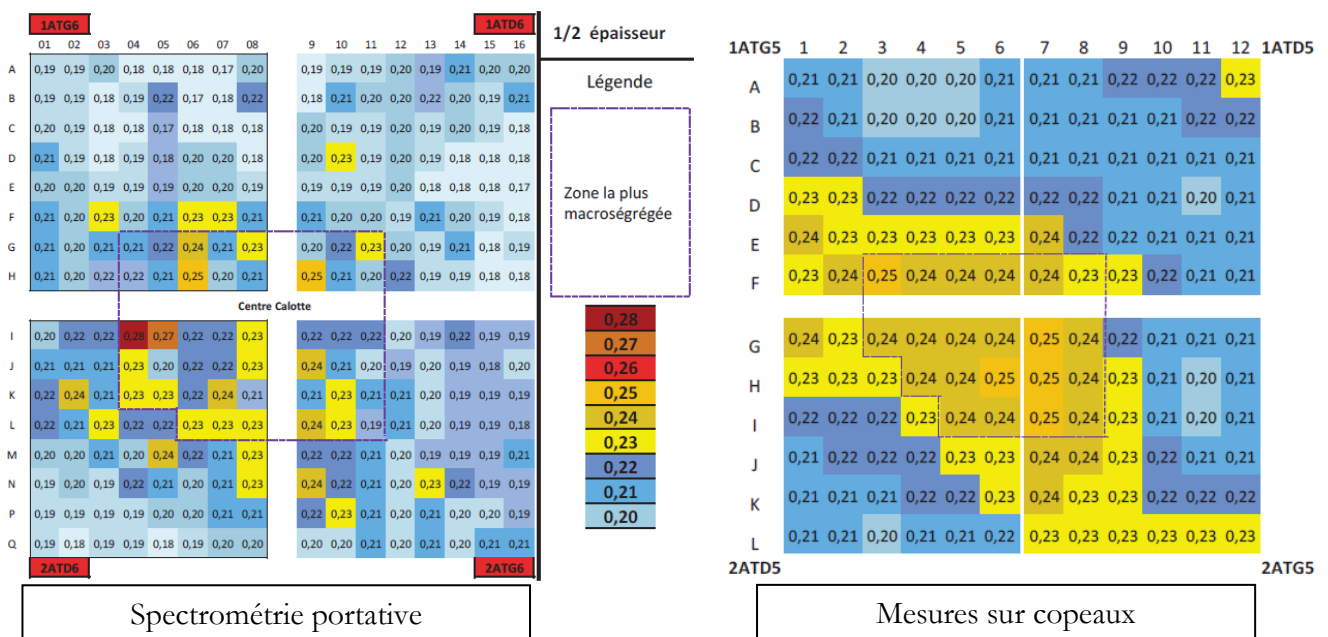 1ATG6 1ATD6
01 02 03 04 05 06 07 08 9 10 11 12 13 14 15 16
A 0,19 0,19 0,20 0,18 0,18 0,18 0,17 0,20 0,19 0,19 0,19 0,20 0,19 0,21 0,20 0,20
B 0,19 0,19 0,18 0,19 0,22 0,17 0,18 0,22 0,18 0,21 0,20 0,20 0,22 0,20 0,19 0,21
C 0,20 0,19 0,18 0,18 0,17 0,18 0,18 0,18 0,20 0,19 0,19 0,20 0,19 0,20 0,19 0,18
D 0,21 0,19 0,18 0,19 0,18 0,20 0,20 0,18 0,20 0,23 0,19 0,20 0,19 0,18 0,18 0,18
E 0,20 0,20 0,19 0,19 0,19 0,20 0,20 0,19 0,19 0,19 0,19 0,20 0,18 0,18 0,18 0,17
F 0,21 0,20 0,23 0,20 0,21 0,23 0,23 0,21 0,21 0,20 0,20 0,19 0,21 0,20 0,19 0,18
G 0,21 0,20 0,21 0,21 0,22 0,24 0,21 0,23 0,20 0,22 0,23 0,20 0,19 0,21 0,18 0,19
H 0,21 0,20 0,22 0,22 0,21 0,25 0,20 0,21 0,25 0,21 0,20 0,22 0,19 0,19 0,18 0,18
Centre Calotte
I 0,20 0,22 0,22 0,28 0,27 0,22 0,22 0,23 0,22 0,22 0,22 0,20 0,19 0,22 0,19 0,19
J 0,21 0,21 0,21 0,23 0,20 0,22 0,22 0,23 0,24 0,21 0,20 0,19 0,20 0,19 0,18 0,20
K 0,22 0,24 0,21 0,23 0,23 0,22 0,24 0,21 0,21 0,23 0,21 0,21 0,20 0,19 0,19 0,19
L 0,22 0,21 0,23 0,22 0,22 0,23 0,23 0,23 0,24 0,23 0,19 0,21 0,20 0,19 0,19 0,18
M 0,20 0,20 0,21 0,20 0,24 0,22 0,21 0,23 0,22 0,22 0,21 0,20 0,19 0,19 0,19 0,21
N 0,19 0,20 0,19 0,22 0,21 0,20 0,21 0,23 0,24 0,22 0,21 0,20 0,23 0,22 0,19 0,19
P 0,19 0,19 0,19 0,19 0,20 0,20 0,21 0,21 0,22 0,23 0,21 0,20 0,21 0,20 0,20 0,19
Q 0,19 0,18 0,19 0,19 0,18 0,19 0,20 0,20 0,20 0,20 0,21 0,20 0,21 0,20 0,21 0,21
2ATD6 2ATG6
Spectrométrie portative
1/2 épaisseur
Légende
Zone la plus
macroségrégée
0,28
0,27
0,26
0,25
0,24
0,23
0,22
0,21
0,20
1ATG5 1 2 3 4 5 6 7 8 9 10 11 12 1ATD5
A 0,21 0,21 0,20 0,20 0,20 0,21 0,21 0,21 0,22 0,22 0,22 0,23
B 0,22 0,21 0,20 0,20 0,20 0,21 0,21 0,21 0,21 0,21 0,22 0,22
C 0,22 0,22 0,21 0,21 0,21 0,21 0,21 0,21 0,21 0,21 0,21 0,21
D 0,23 0,23 0,22 0,22 0,22 0,22 0,22 0,22 0,21 0,21 0,20 0,21
E 0,24 0,23 0,23 0,23 0,23 0,23 0,24 0,22 0,22 0,21 0,21 0,21
F 0,23 0,24 0,25 0,24 0,24 0,24 0,24 0,23 0,23 0,22 0,21 0,21
G 0,24 0,23 0,24 0,24 0,24 0,24 0,25 0,24 0,22 0,21 0,21 0,21
H 0,23 0,23 0,23 0,24 0,24 0,25 0,25 0,24 0,23 0,21 0,20 0,21
I 0,22 0,22 0,22 0,23 0,24 0,24 0,25 0,24 0,23 0,21 0,20 0,21
J 0,21 0,22 0,22 0,22 0,23 0,23 0,24 0,24 0,23 0,22 0,21 0,21
K 0,21 0,21 0,21 0,22 0,22 0,23 0,24 0,23 0,23 0,22 0,22 0,22
L 0,21 0,21 0,20 0,21 0,21 0,22 0,23 0,23 0,23 0,23 0,23 0,23
2ATD5 2ATG5
Mesures sur copeaux